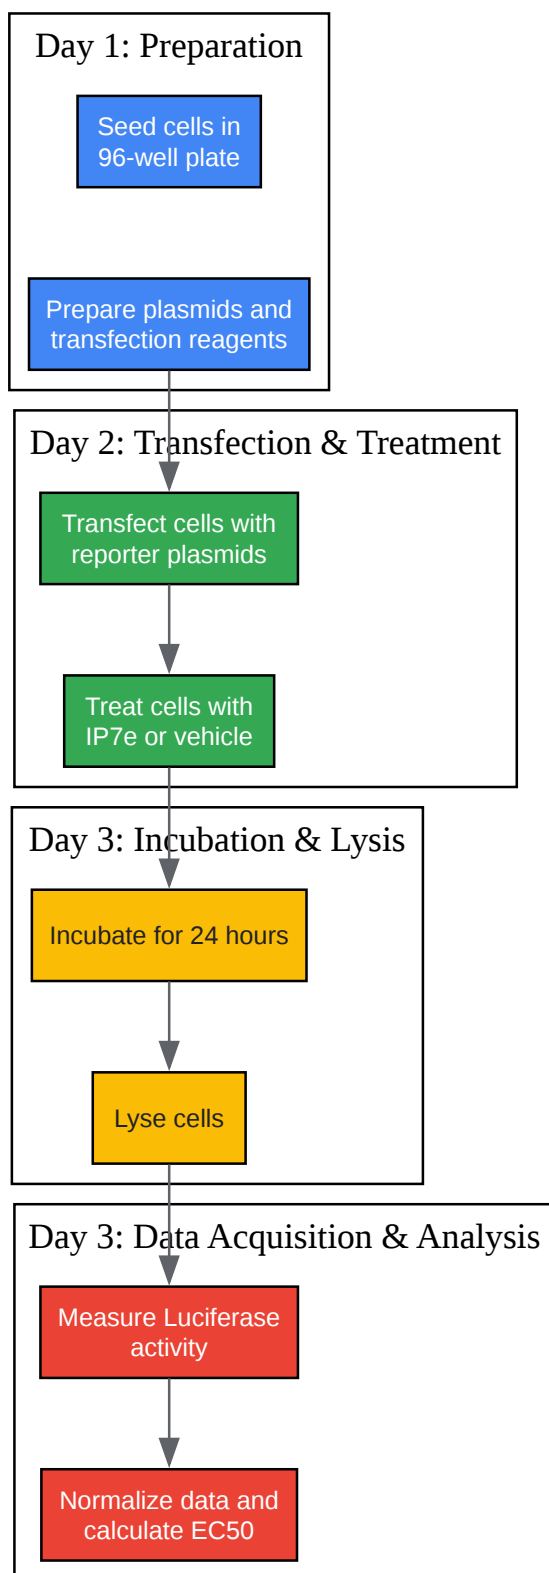 Day 1: Preparation
Seed cells in
96-well plate
Prepare plasmids and
transfection reagents
Day 2: Transfection & Treatment
Transfect cells with
reporter plasmids
Treat cells with
IP7e or vehicle
Day 3: Incubation & Lysis
Incubate for 24 hours
Lyse cells
Day 3: Data Acquisition & Analysis
Measure Luciferase
activity
Normalize data and
calculate EC50